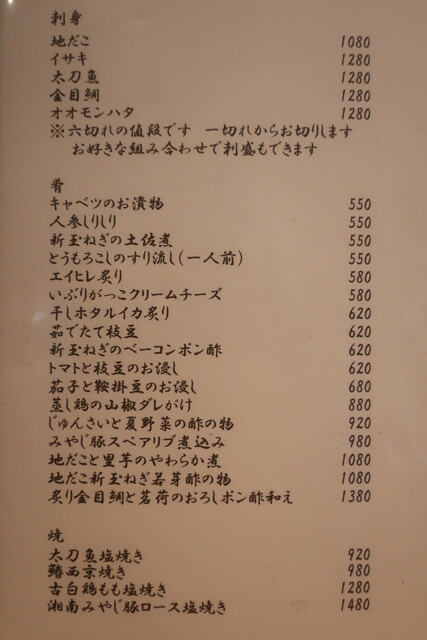 刺身
地だこ 1080
イサキ 1280
太刀魚 1280
金目鯛 1280
オオモンハタ 1280
※六切れの値段です 一切れからお切りします
お好きな組み合わせで刺盛もできます
肴
キャベツのお漬物 550
人参しりしり 550
新玉ねぎの土佐煮 550
とうもろこしのすり流し(一人前) 550
エイヒレ炙り 580
いぶりがっこクリームチーズ 580
干しホタルイカ炙り 620
茹でたて枝豆 620
新玉ねぎのベーコンポン酢 620
トマトと枝豆のお浸し 620
茄子と鞍掛豆のお浸し 680
蒸し鶏の山椒ダレがけ 880
じゅんさいと夏野菜の酢の物 920
みやじ豚スペアリブ煮込み 980
地だこと里芋のやわらか煮 1080
地だこ新玉ねぎ若芽酢の物 1080
炙り金目鯛と茗荷のおろしポン酢和え 1380
焼
太刀魚塩焼き 920
鰆西京焼き 980
古白鶏もも塩焼き 1280
湘南みやじ豚ロース塩焼き 1480